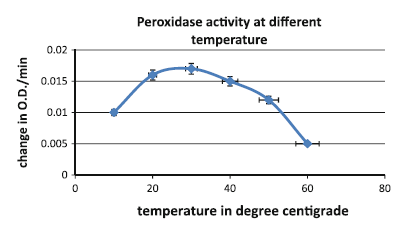 Peroxidase activity at different
temperature
change in O.D./min
0.02
0.015
0.01
0.005
0
0 20 40 60 80
temperature in degree centigrade